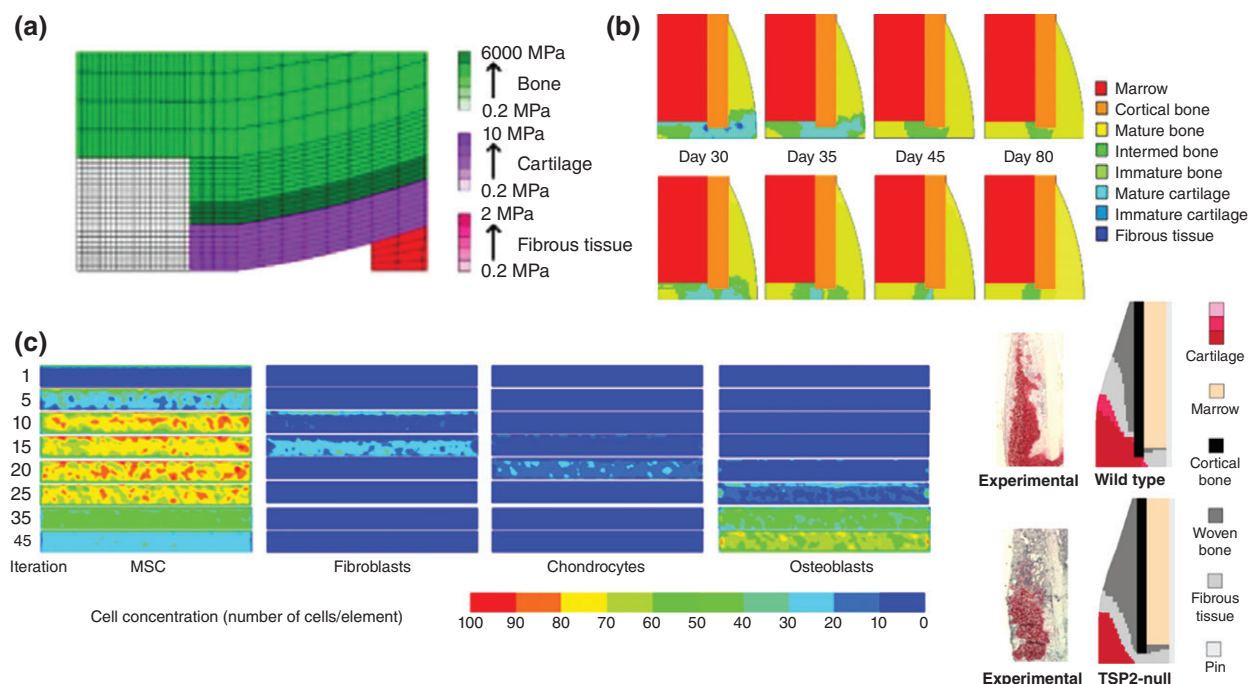 (a)
6000 MPa
Bone
0.2 MPa
10 MPa
Cartilage
0.2 MPa
2 MPa
Fibrous tissue
0.2 MPa
(b)
Day 30
Day 35
Day 45
Day 80
Marrow
Cortical bone
Mature bone
Intermed bone
Immature bone
Mature cartilage
Immature cartilage
Fibrous tissue
(c)
1
5
10
15
20
25
35
45
Iteration
MSC
Fibroblasts
Chondrocytes
Osteoblasts
Cell concentration (number of cells/element)
100 90 80 70 60 50 40 30 20 10 0
Experimental
Wild type
Experimental
TSP2-null
Cartilage
Marrow
Cortical
bone
Woven
bone
Fibrous
tissue
Pin